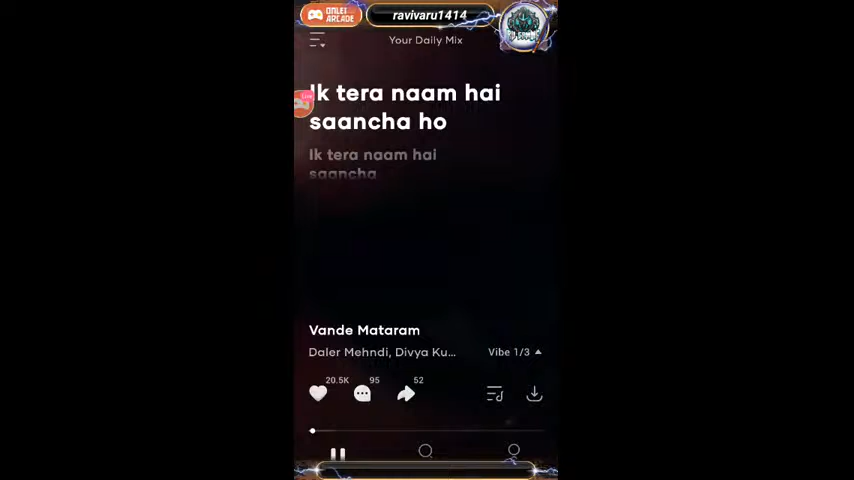 OMLET
ARCADE
ravivaru1414
Your Daily Mix
Live
Ik tera naam hai
saancha ho
Ik tera naam hai
saancha
Vande Mataram
Daler Mehndi, Divya Ku...
Vibe 1/3
20.5K
95
52